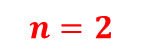 n = 2